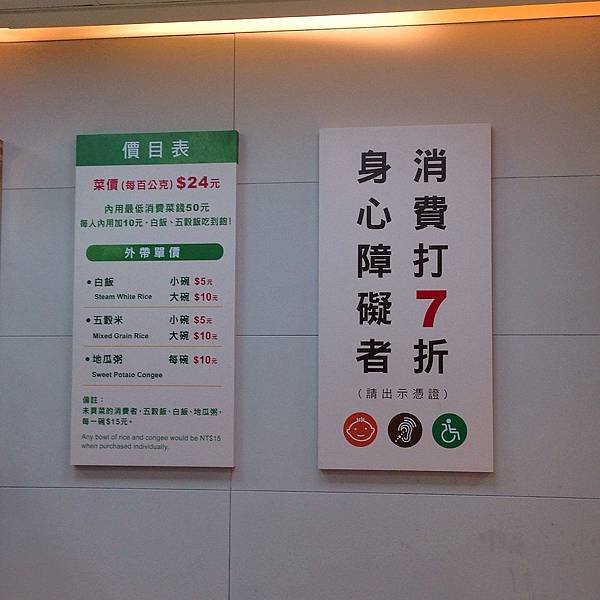 價目表
菜價(每百公克)$24元
內用最低消費菜錢50元
每人內用加10元,白飯、五穀飯吃到飽!
外帶單價
●白飯 小碗 $5元
Steam White Rice 大碗 $10元
●五穀米 小碗 $5元
Mixed Grain Rice 大碗 $10元
●地瓜粥 每碗 $10元
Sweet Potato Congee
備註:
未買菜的消費者,五穀飯、白飯、地瓜粥,
每一碗$15元。
Any bowl of rice and congee would be NT$15
when purchased individually.
消費打7折
身心障礙者
(請出示憑證)